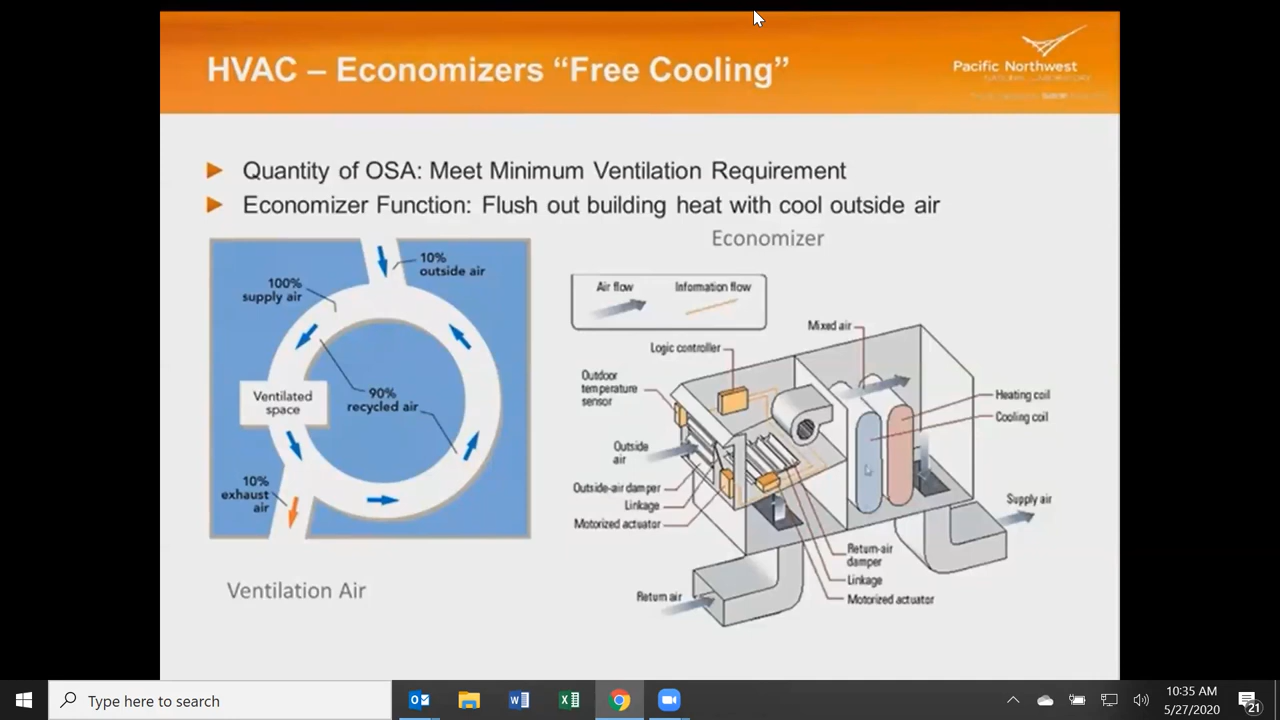 HVAC – Economizers “Free Cooling”
Pacific Northwest
NATIONAL LABORATORY
Quantity of OSA: Meet Minimum Ventilation Requirement
Economizer Function: Flush out building heat with cool outside air
10%
outside air
100%
supply air
Ventilated
space
90%
recycled air
10%
exhaust
air
Ventilation Air
Economizer
Air flow
Information flow
Mixed air
Logic controller
Outdoor
temperature
sensor
Heating coil
Cooling coil
Outside
air
Outside-air damper
Linkage
Motorized actuator
Supply air
Return-air
damper
Linkage
Motorized actuator
Return air
Type here to search
10:35 AM
5/27/2020
21